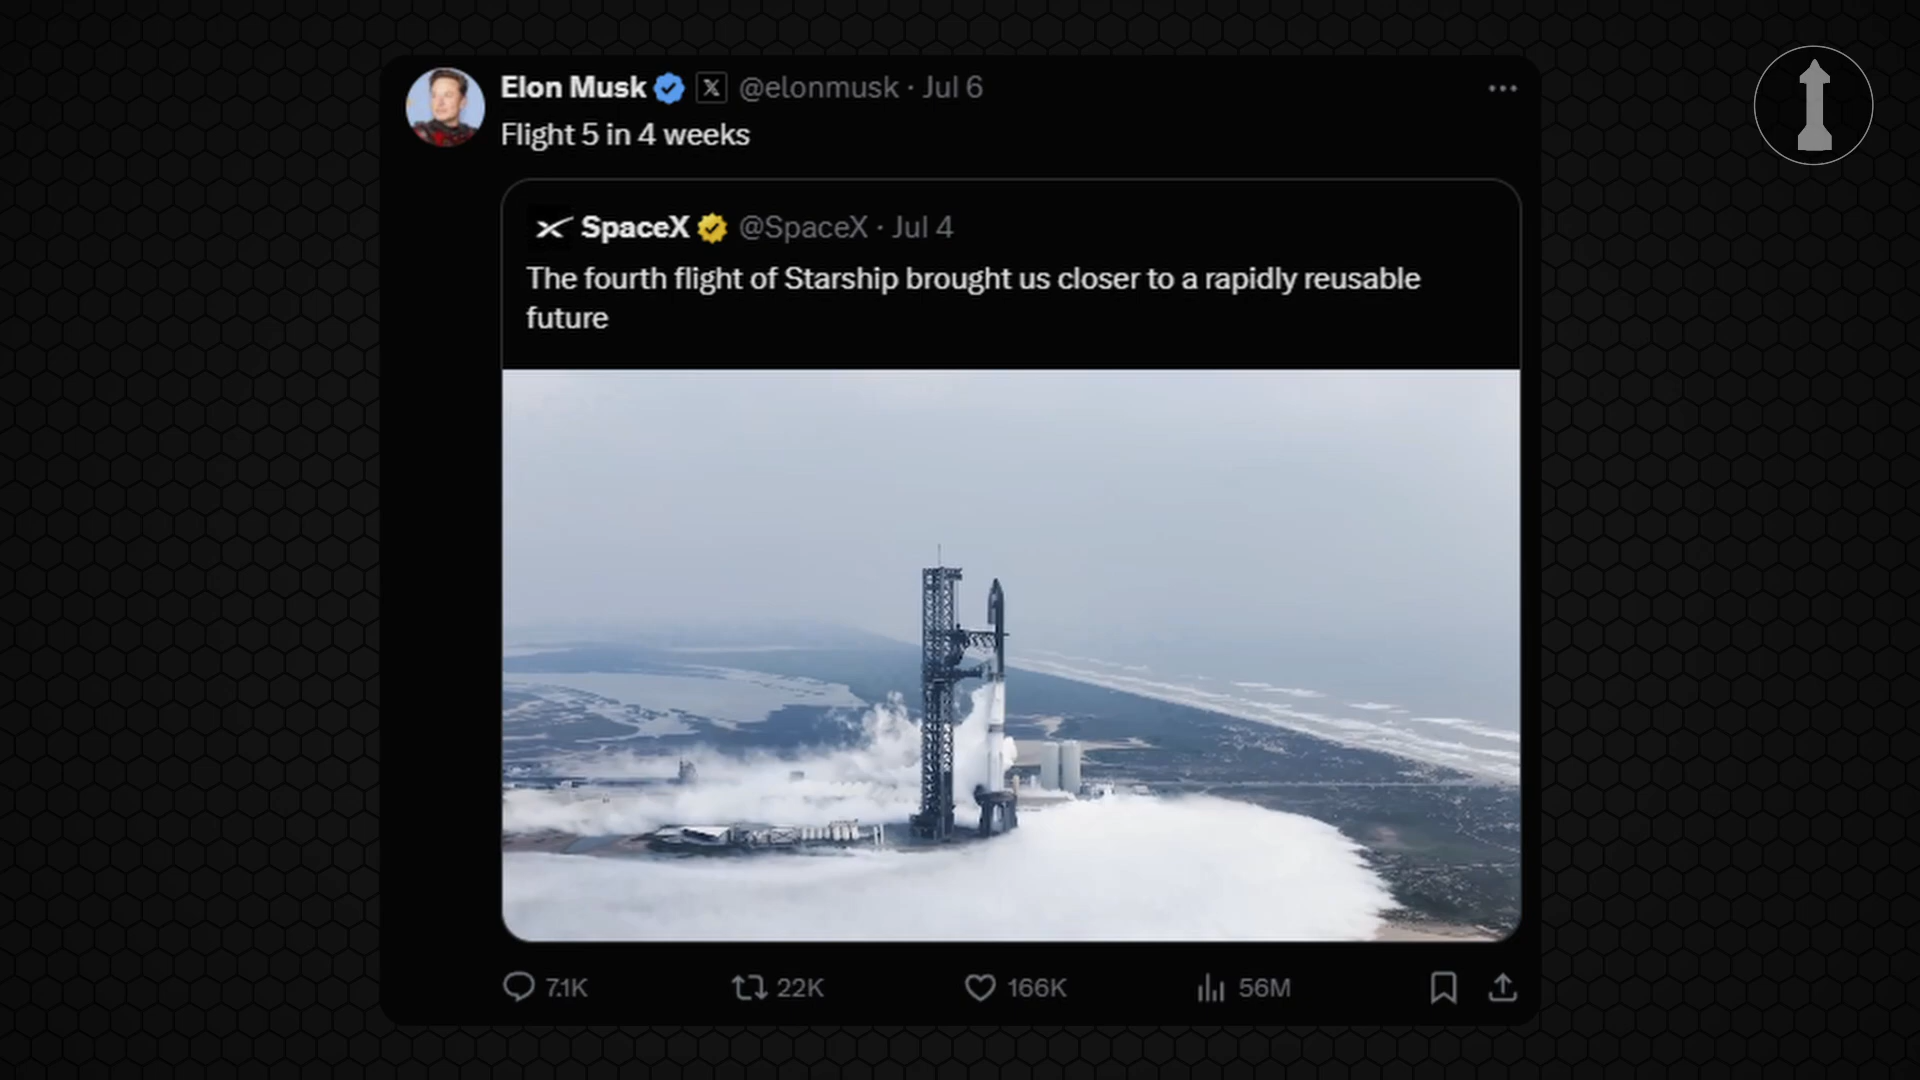 Elon Musk @elonmusk · Jul 6
Flight 5 in 4 weeks
SpaceX @SpaceX · Jul 4
The fourth flight of Starship brought us closer to a rapidly reusable
future
7.1K 22K 166K 56M